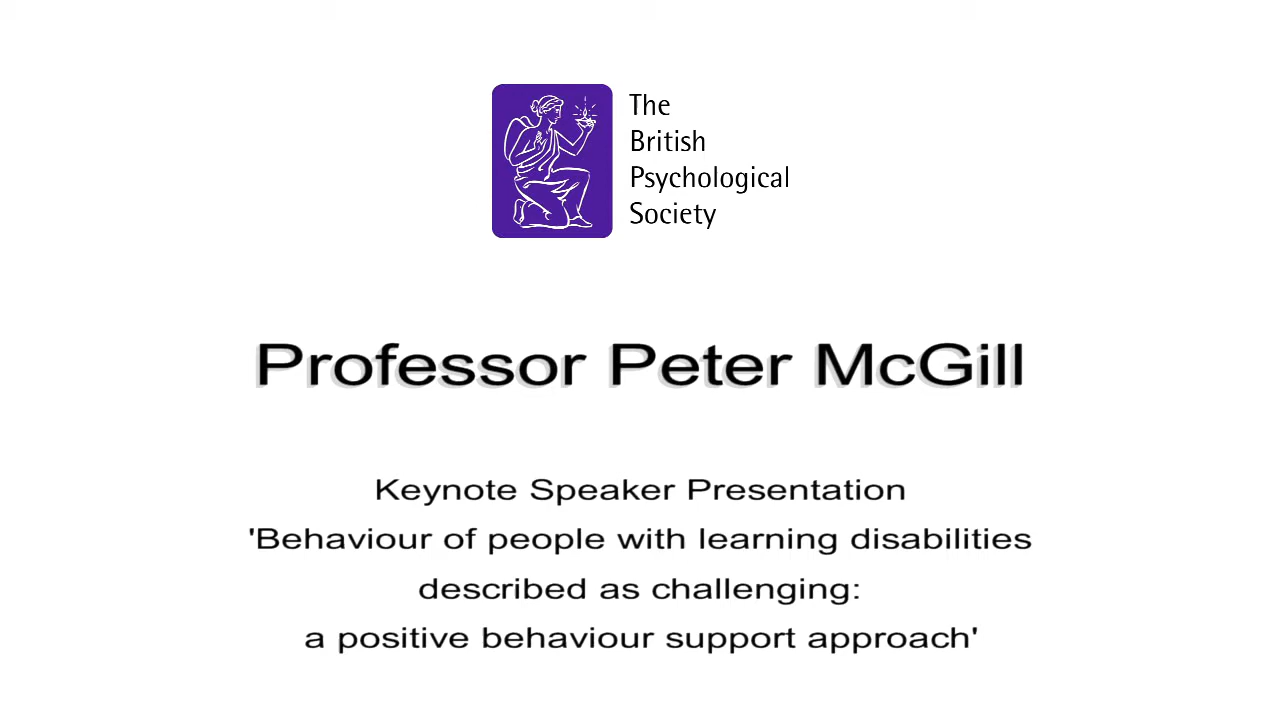 The
British
Psychological
Society
Professor Peter McGill
Keynote Speaker Presentation
'Behaviour of people with learning disabilities
described as challenging:
a positive behaviour support approach'